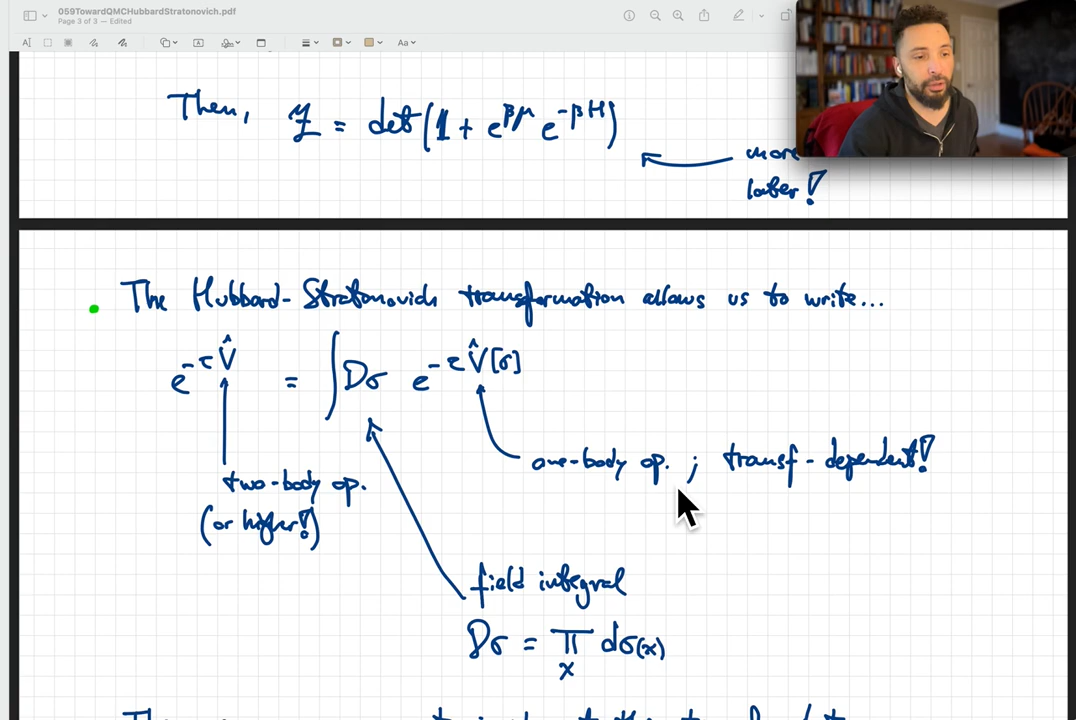 059TowardQMCHubbardStratonovich.pdf
Page 3 of 3 — Edited
Then, 𝒵 = det(1 + e^{βμ} e^{-βH})
more
later!
• The Hubbard-Stratonovich transformation allows us to write...
e^{-τV̂} = ∫Dσ e^{-τV̂[σ]}
one-body op. ; transf-dependent!
two-body op.
(or higher!)
field integral
Dσ = ∏_x dσ(x)